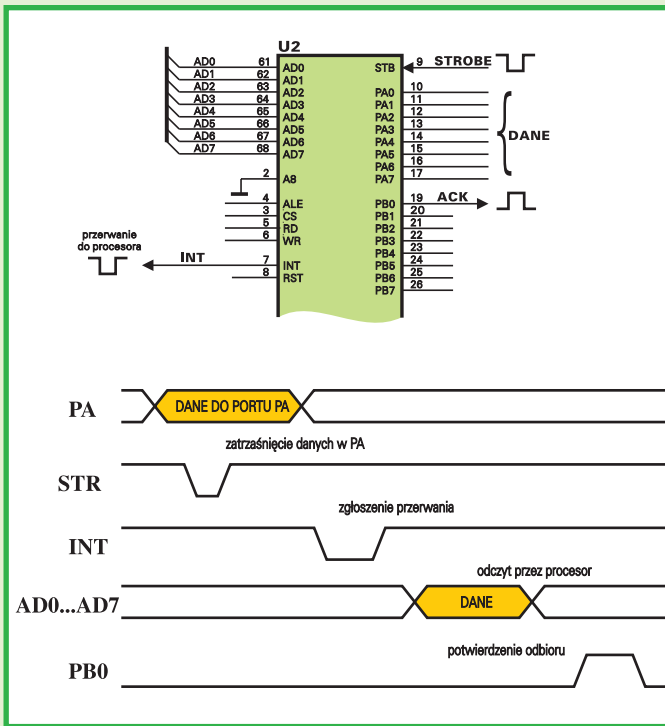 U2
AD0 61 AD0 STB 9 STROBE
AD1 62 AD1
AD2 63 AD2 PA0 10
AD3 64 AD3 PA1 11
AD4 65 AD4 PA2 12
AD5 66 AD5 PA3 13 DANE
AD6 67 AD6 PA4 14
AD7 68 AD7 PA5 15
PA6 16
2 A8 PA7 17
4 ALE PB0 19 ACK
3 CS PB1 20
5 RD PB2 21
6 WR PB3 22
przerwanie
do procesora
PB4 23
INT 7 INT PB5 24
8 RST PB6 25
PB7 26
PA DANE DO PORTU PA
zatrzaśnięcie danych w PA
STR
zgłoszenie przerwania
INT
odczyt przez procesor
AD0...AD7 DANE
potwierdzenie odbioru
PB0